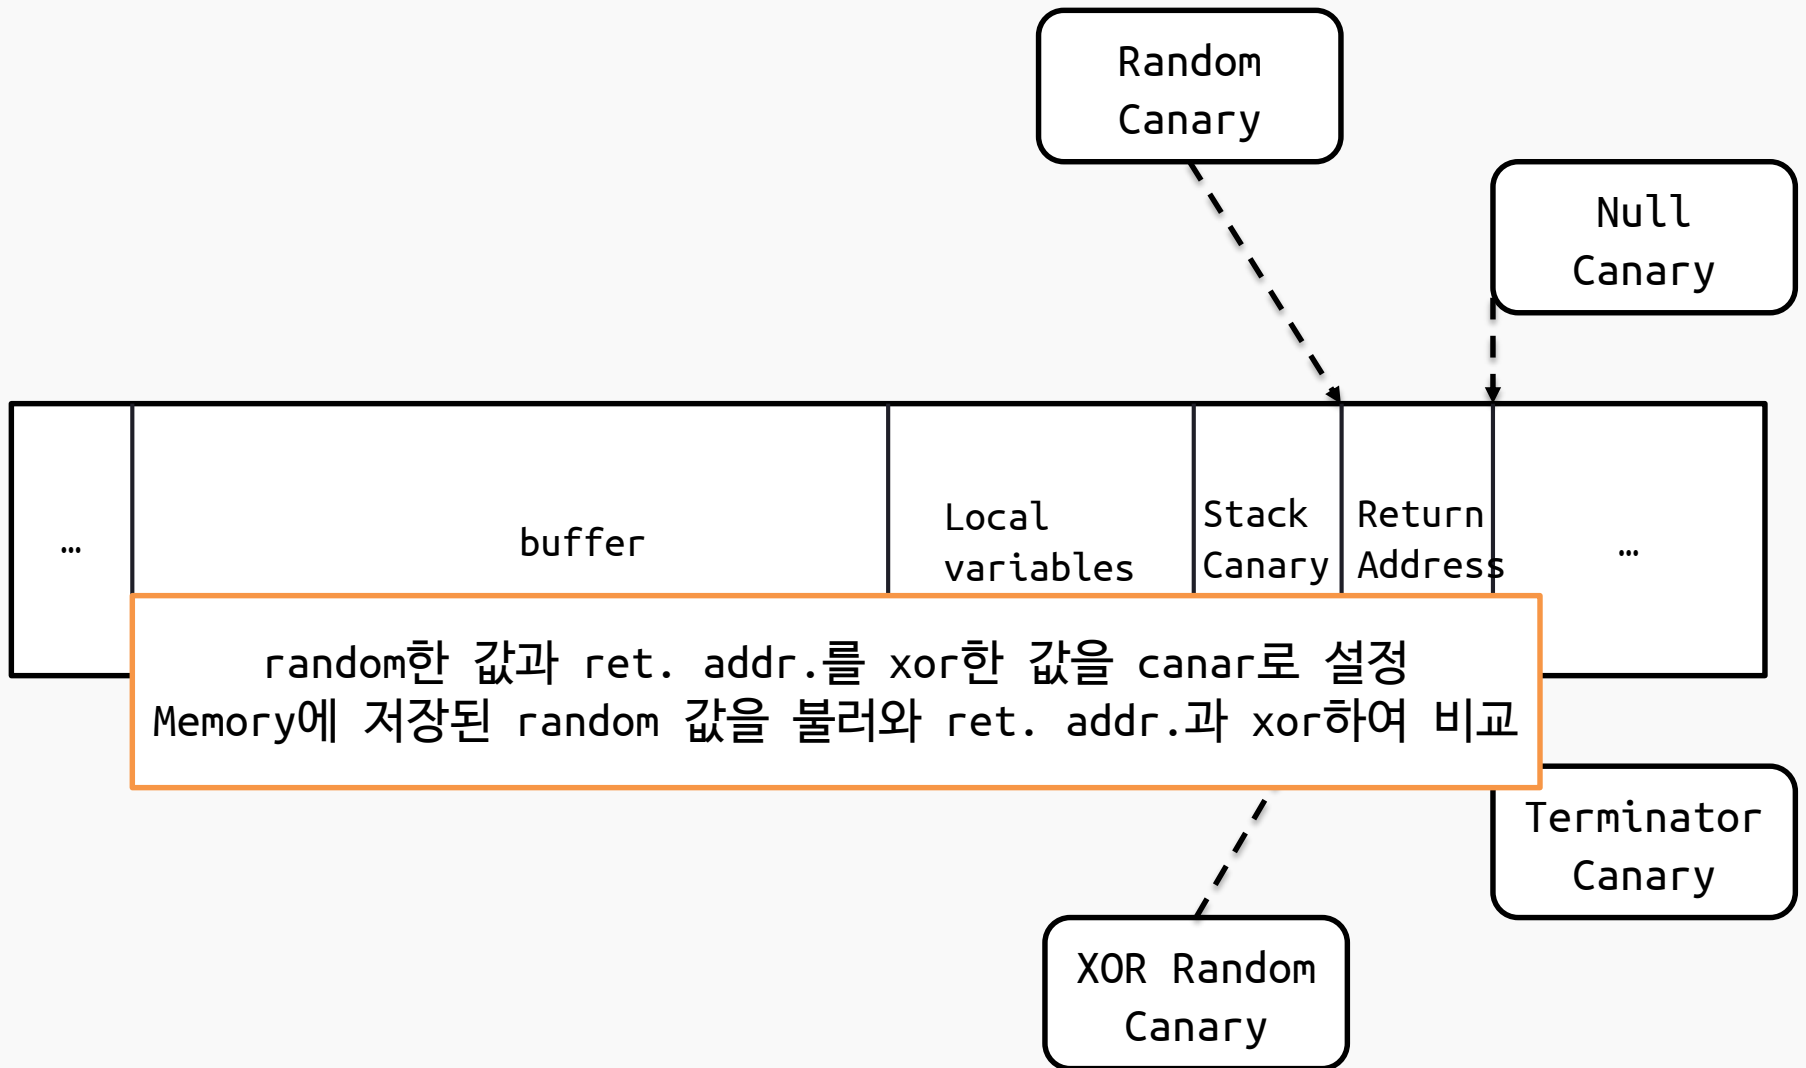 Random
Canary
Null
Canary
…
buffer
Local
variables
Stack
Canary
Return
Address
…
random한 값과 ret. addr.를 xor한 값을 canar로 설정
Memory에 저장된 random 값을 불러와 ret. addr.과 xor하여 비교
Terminator
Canary
XOR Random
Canary